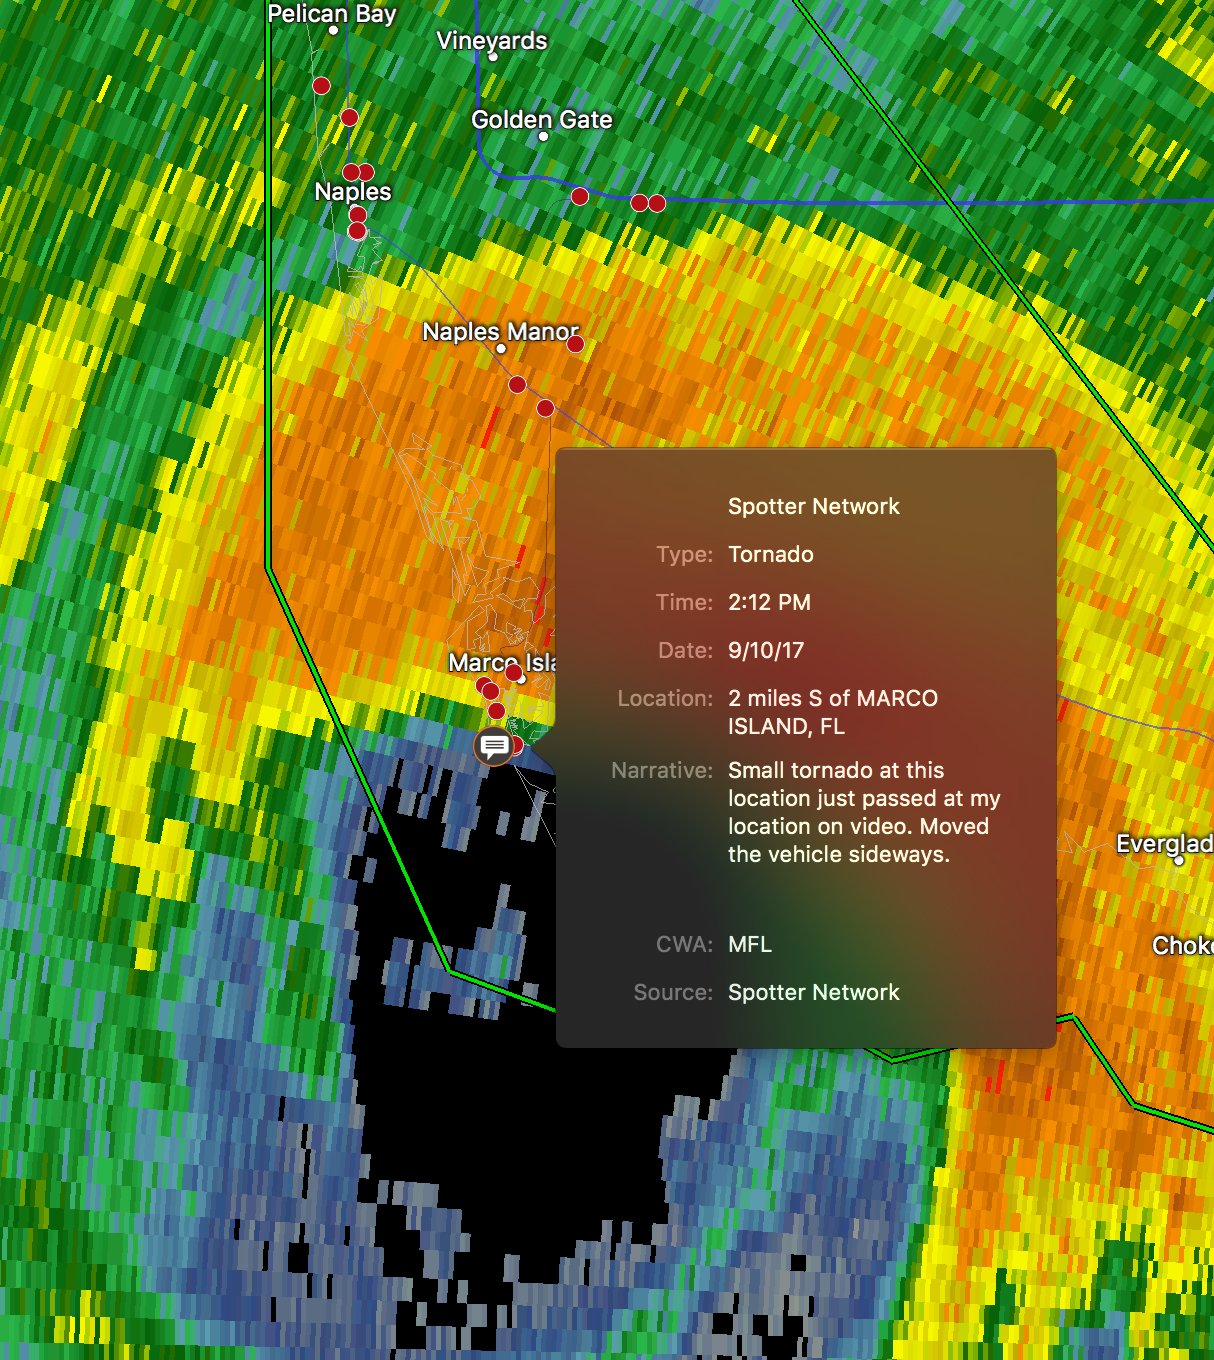 Pelican Bay
Vineyards
Golden Gate
Naples
Naples Manor
Spotter Network
Type: Tornado
Time: 2:12 PM
Date: 9/10/17
Marco Isla
Location: 2 miles S of MARCO
ISLAND, FL
Narrative: Small tornado at this
location just passed at my
location on video. Moved
the vehicle sideways.
Everglad
CWA: MFL
Choko
Source: Spotter Network